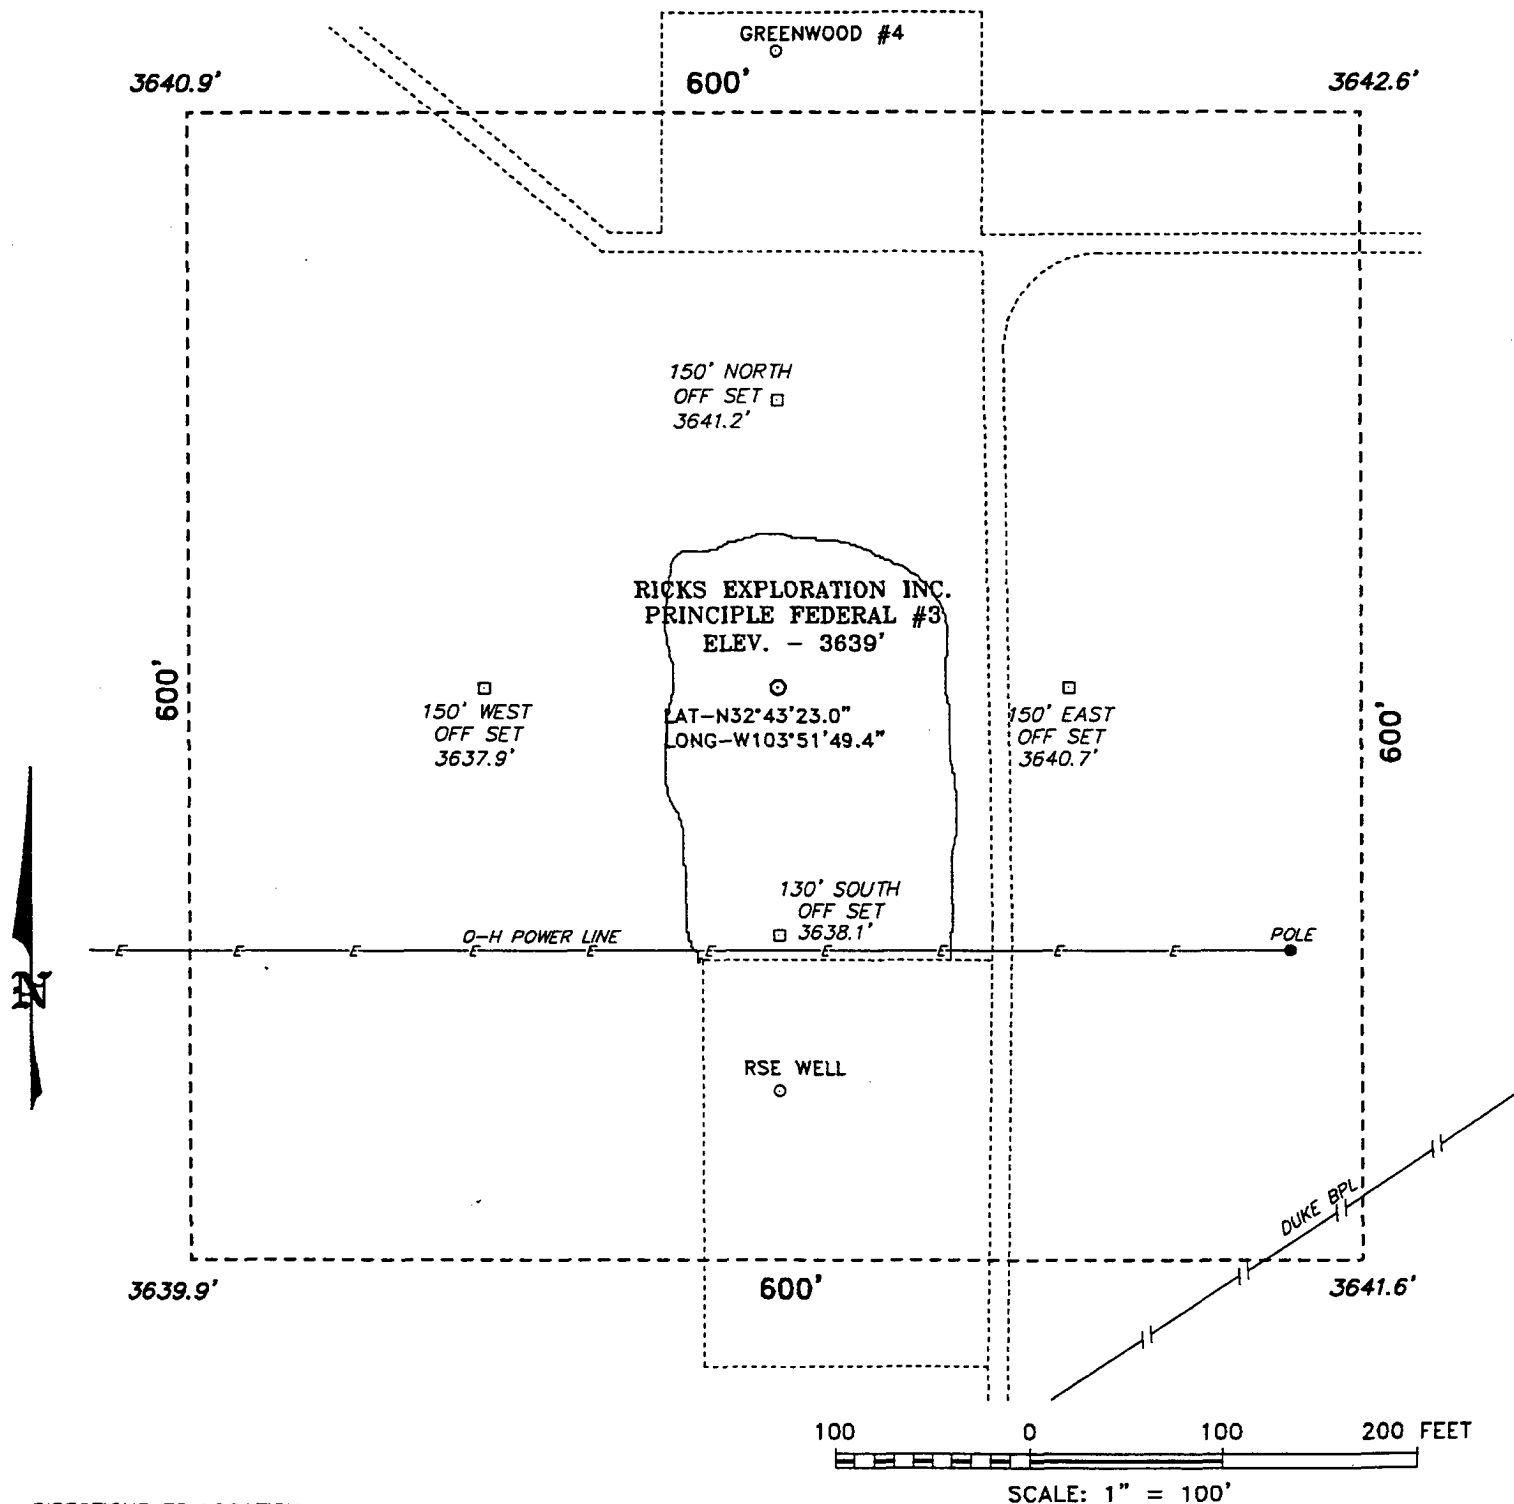 GREENWOOD #4
3640.9'
600'
3642.6'
150' NORTH
OFF SET
3641.2'
RICKS EXPLORATION INC.
PRINCIPLE FEDERAL #3
ELEV. - 3639'
600'
150' WEST
OFF SET
3637.9'
LAT-N32°43'23.0"
LONG-W103°51'49.4"
150' EAST
OFF SET
3640.7'
600'
130' SOUTH
OFF SET
3638.1'
O-H POWER LINE
E E E E E E E E E E
POLE
N
RSE WELL
DUKE BPL
3639.9'
600'
3641.6'
100 0 100 200 FEET
SCALE: 1" = 100'